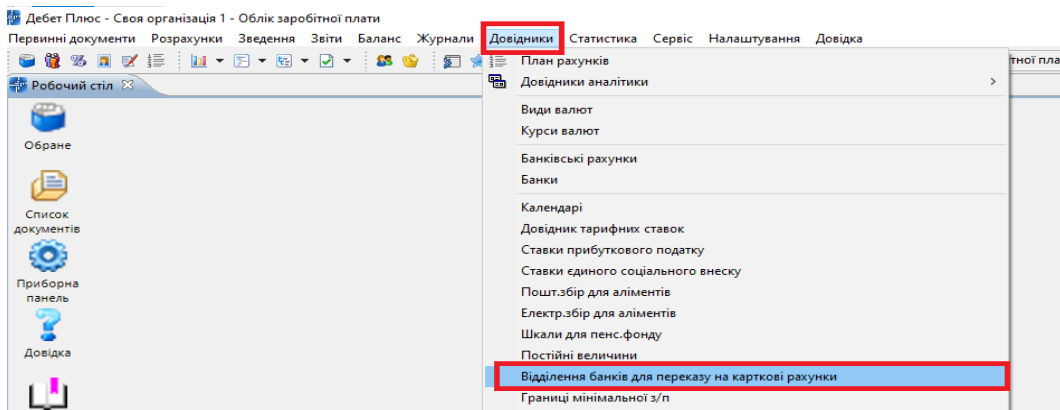 Дебет Плюс - Своя організація 1 - Облік заробітної плати
Первинні документи Розрахунки Зведення Звіти Баланс Журнали Довідники Статистика Сервіс Налаштування Довідка
Робочий стіл
Обране
Список
документів
Приборна
панель
Довідка
План рахунків
Довідники аналітики
Види валют
Курси валют
Банківські рахунки
Банки
Календарі
Довідник тарифних ставок
Ставки прибуткового податку
Ставки єдиного соціального внеску
Пошт.збір для аліментів
Електр.збір для аліментів
Шкали для пенс.фонду
Постійні величини
Відділення банків для переказу на карткові рахунки
Границі мінімальної з/п
тної пла